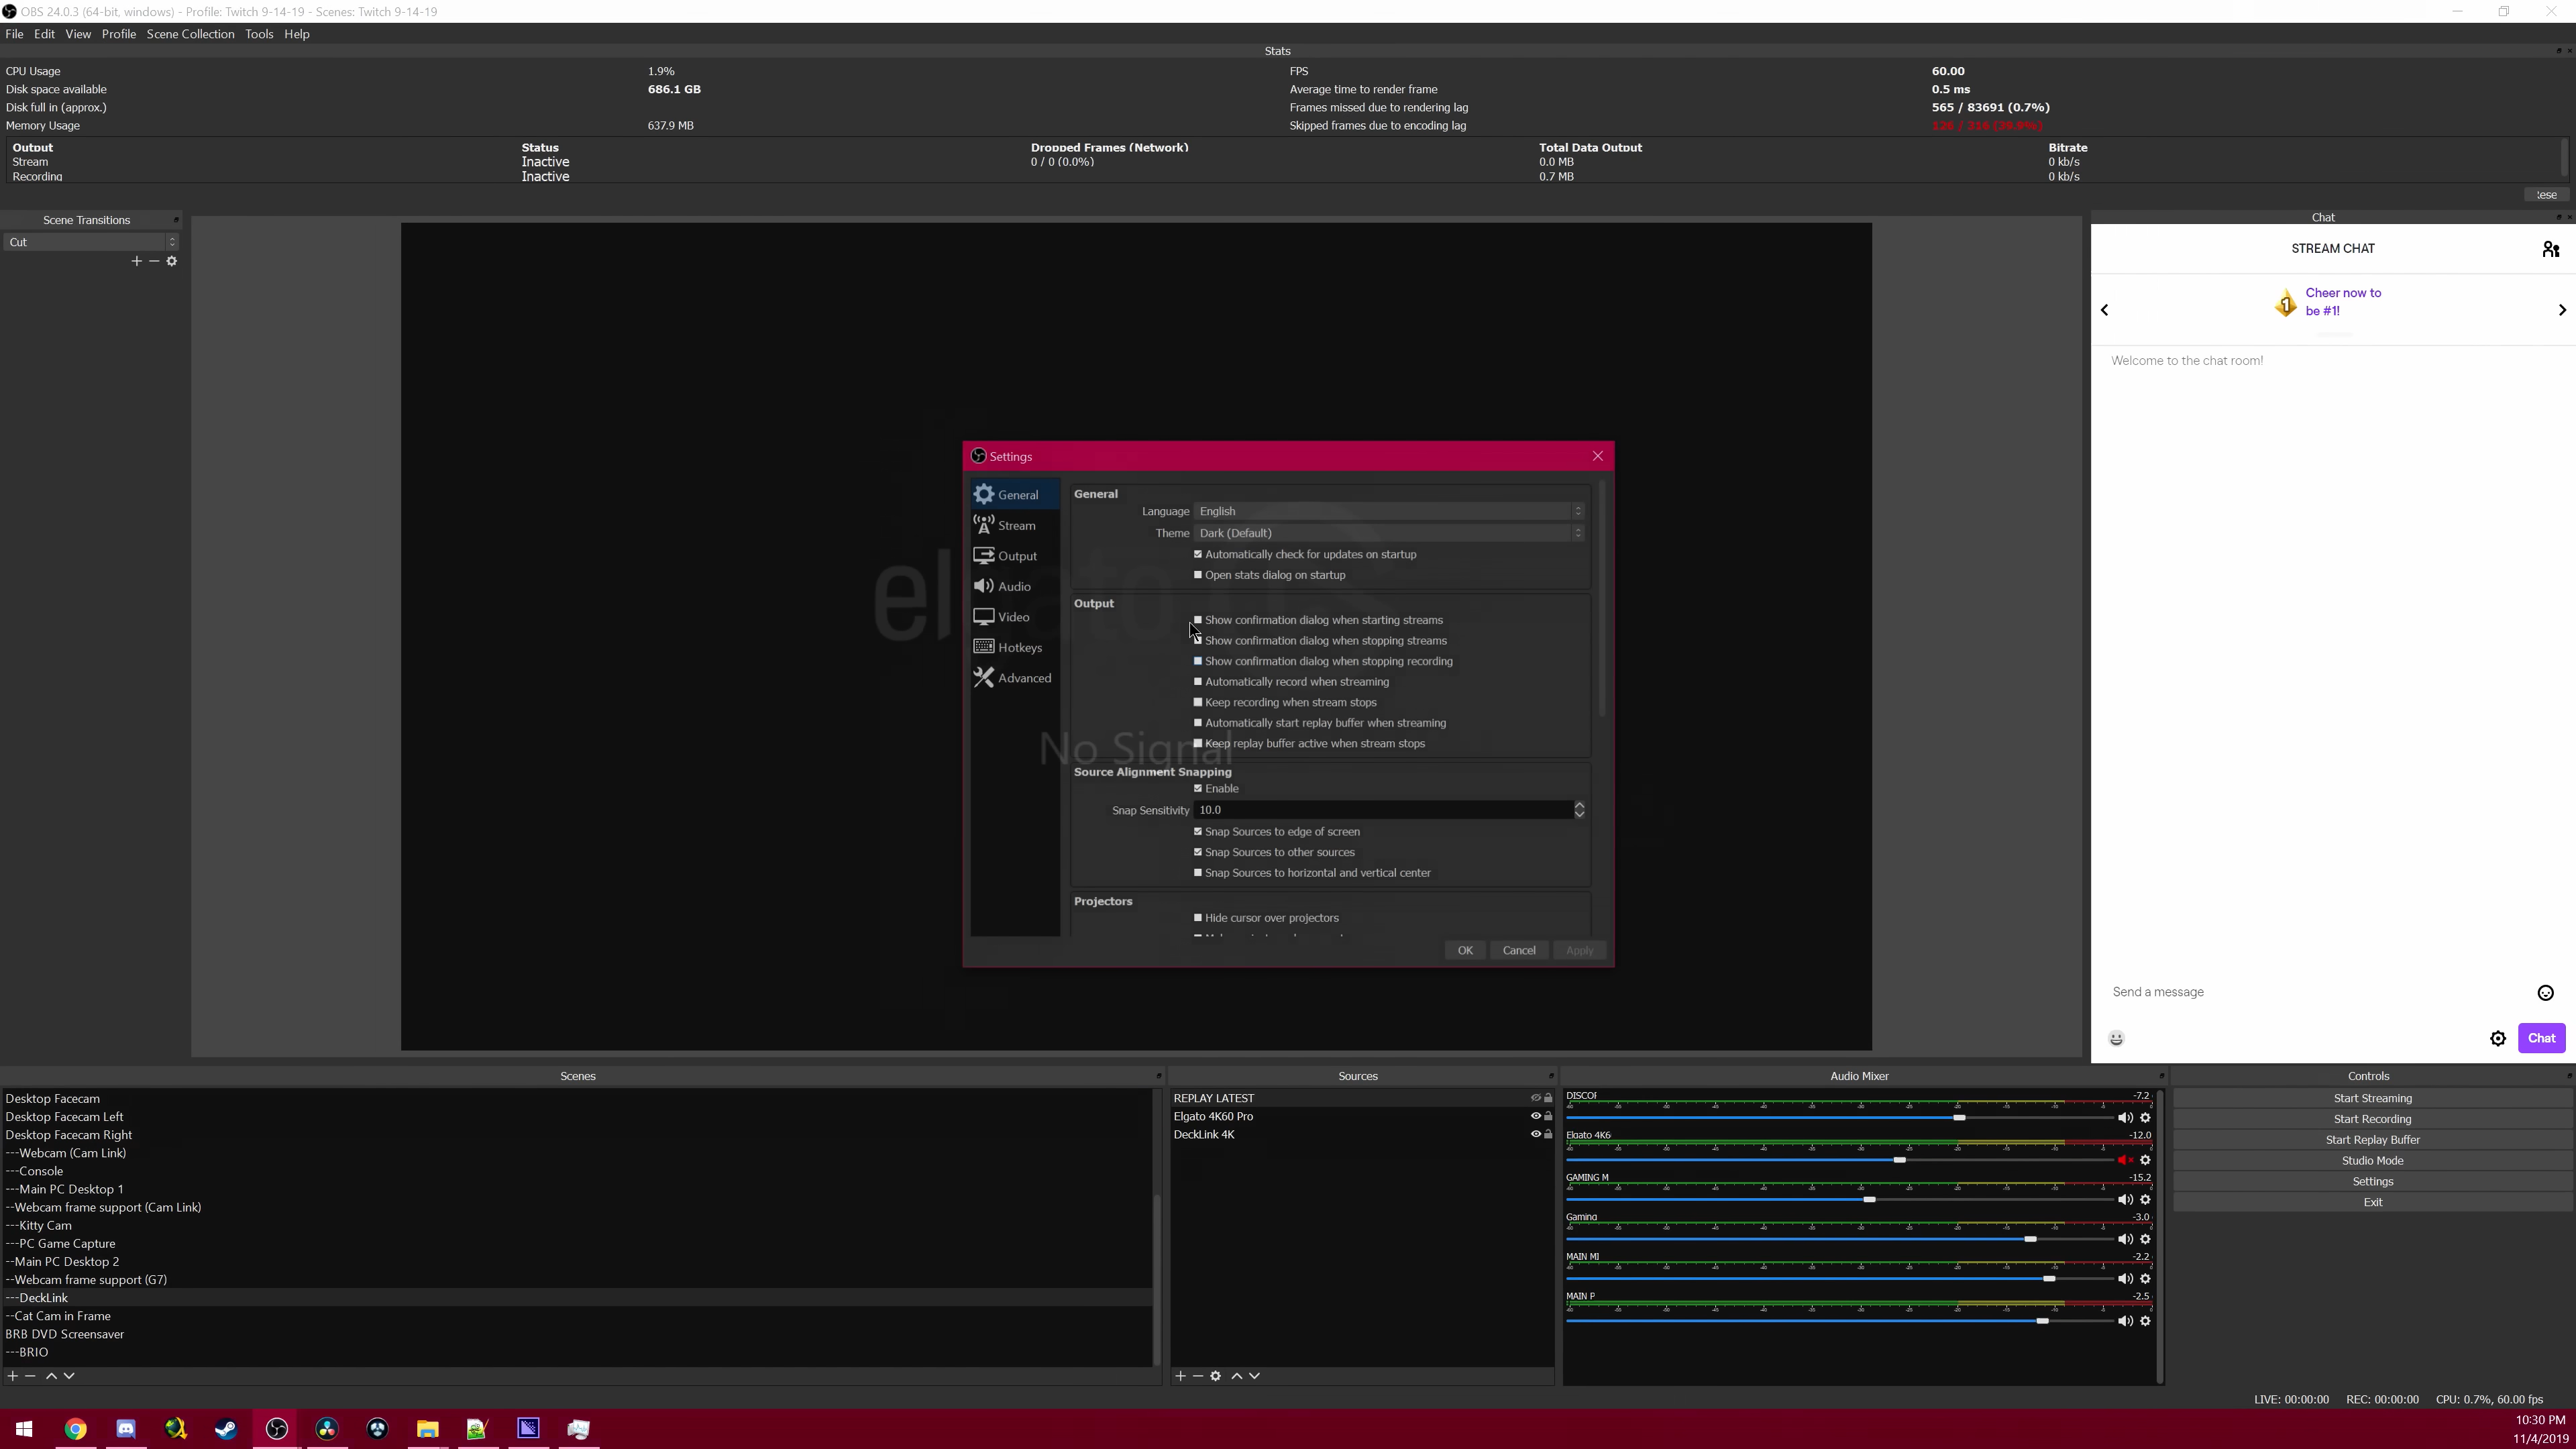 OBS 24.0.3 (64-bit, windows) - Profile: Twitch 9-14-19 - Scenes: Twitch 9-14-19
File Edit View Profile Scene Collection Tools Help
Stats
CPU Usage 1.9% FPS 60.00
Disk space available 686.1 GB Average time to render frame 0.5 ms
Disk full in (approx.) Frames missed due to rendering lag 565 / 83691 (0.7%)
Memory Usage 637.9 MB Skipped frames due to encoding lag 126 / 316 (39.9%)
Output Status Dropped Frames (Network) Total Data Output Bitrate
Stream Inactive 0 / 0 (0.0%) 0.0 MB 0 kb/s
Recording Inactive 0.7 MB 0 kb/s
Scene Transitions
Cut
Chat
STREAM CHAT
Cheer now to
be #1!
Welcome to the chat room!
Send a message
Chat
Settings
General
Stream
Output
Audio
Video
Hotkeys
Advanced
General
Language English
Theme Dark (Default)
Automatically check for updates on startup
Open stats dialog on startup
Output
Show confirmation dialog when starting streams
Show confirmation dialog when stopping streams
Show confirmation dialog when stopping recording
Automatically record when streaming
Keep recording when stream stops
Automatically start replay buffer when streaming
Keep replay buffer active when stream stops
No Signal
Source Alignment Snapping
Enable
Snap Sensitivity 10.0
Snap Sources to edge of screen
Snap Sources to other sources
Snap Sources to horizontal and vertical center
Projectors
Hide cursor over projectors
OK Cancel Apply
Scenes
Desktop Facecam
Desktop Facecam Left
Desktop Facecam Right
---Webcam (Cam Link)
---Console
---Main PC Desktop 1
--Webcam frame support (Cam Link)
---Kitty Cam
---PC Game Capture
--Main PC Desktop 2
--Webcam frame support (G7)
---DeckLink
--Cat Cam in Frame
BRB DVD Screensaver
---BRIO
Sources
REPLAY LATEST
Elgato 4K60 Pro
DeckLink 4K
Audio Mixer
DISCOI -7.2
Elgato 4K6 -12.0
GAMING M -15.2
Gaming -3.0
MAIN MI -2.2
MAIN P -2.5
Controls
Start Streaming
Start Recording
Start Replay Buffer
Studio Mode
Settings
Exit
LIVE: 00:00:00 REC: 00:00:00 CPU: 0.7%, 60.00 fps
10:30 PM
11/4/2019